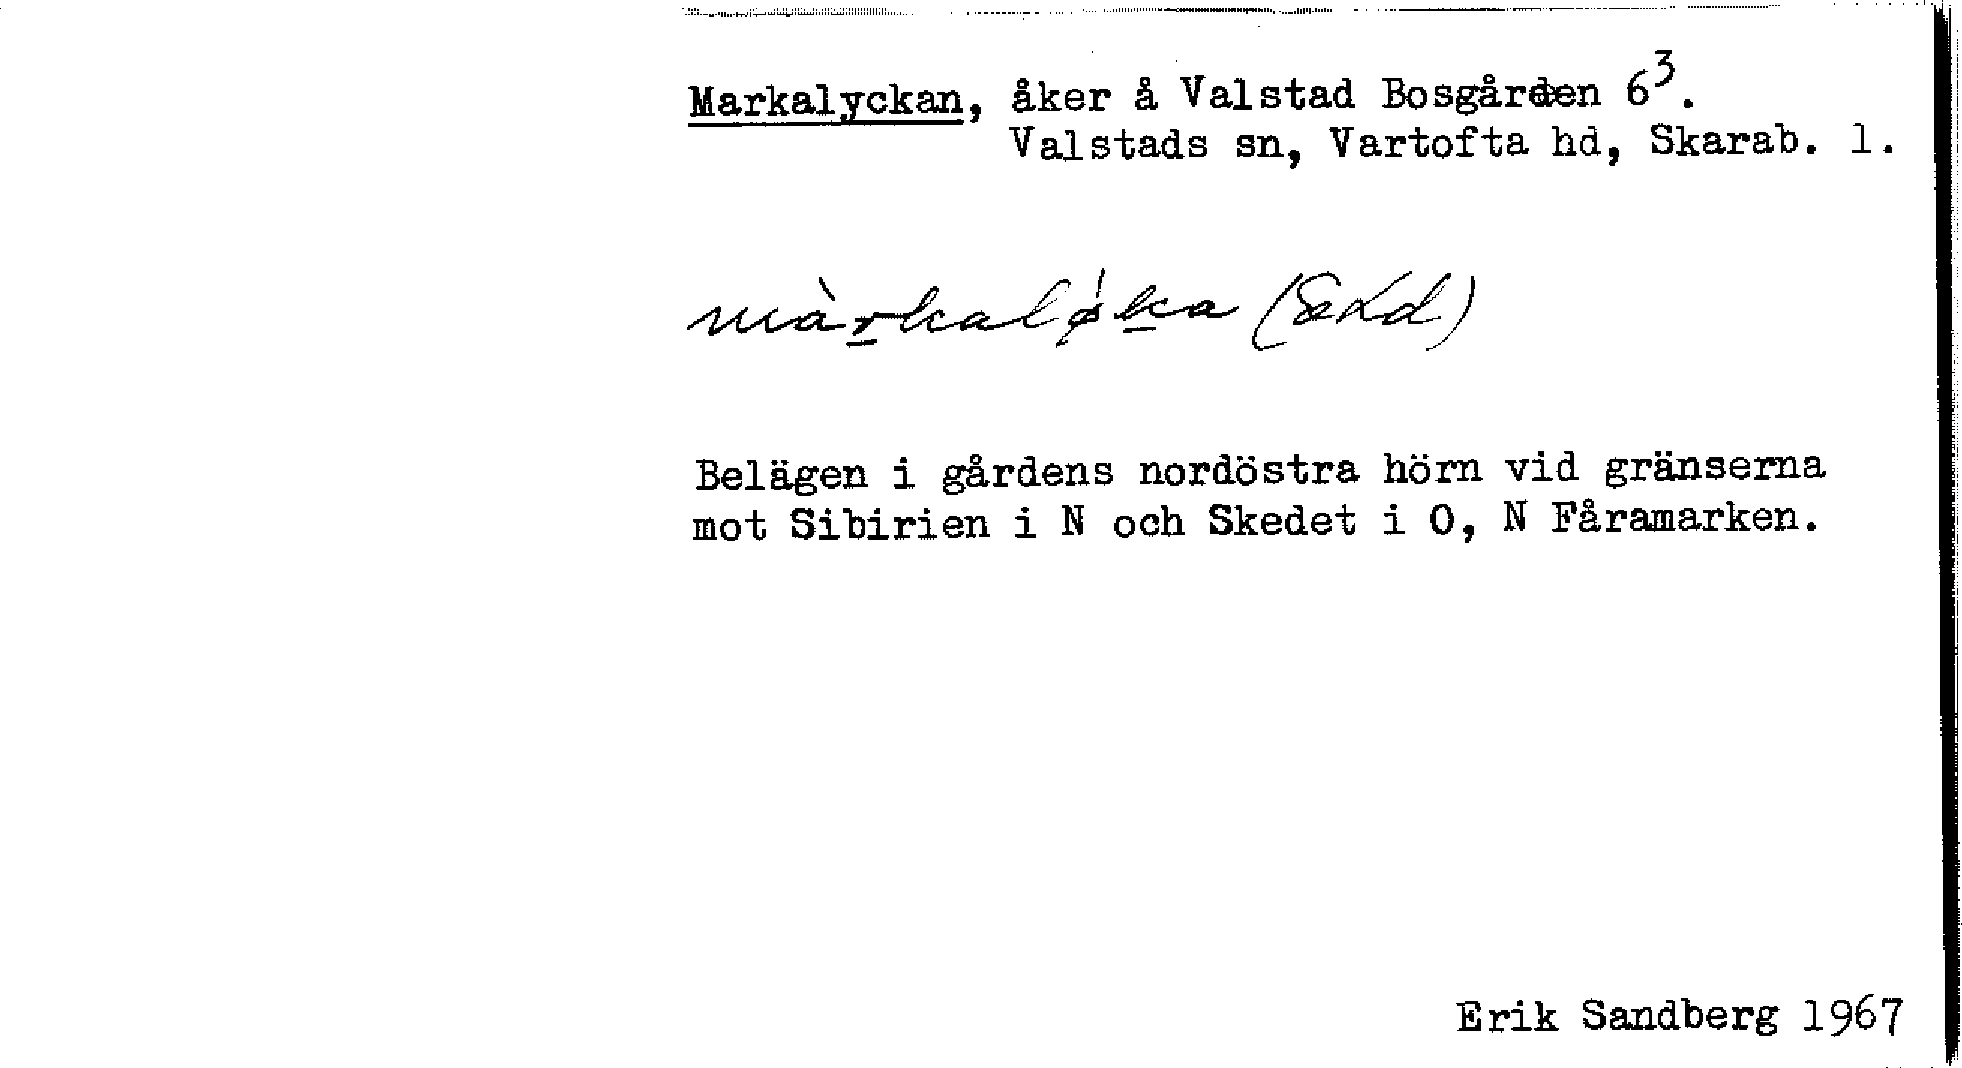 Markalyckan, åker å Valstad Bosgården 6³.
Valstads sn, Vartofta hd, Skarab. l.
màrkaløka
Belägen i gårdens nordöstra hörn vid gränserna
mot Sibirien i N och Skedet i O, N Fåramarken.
Erik Sandberg 1967